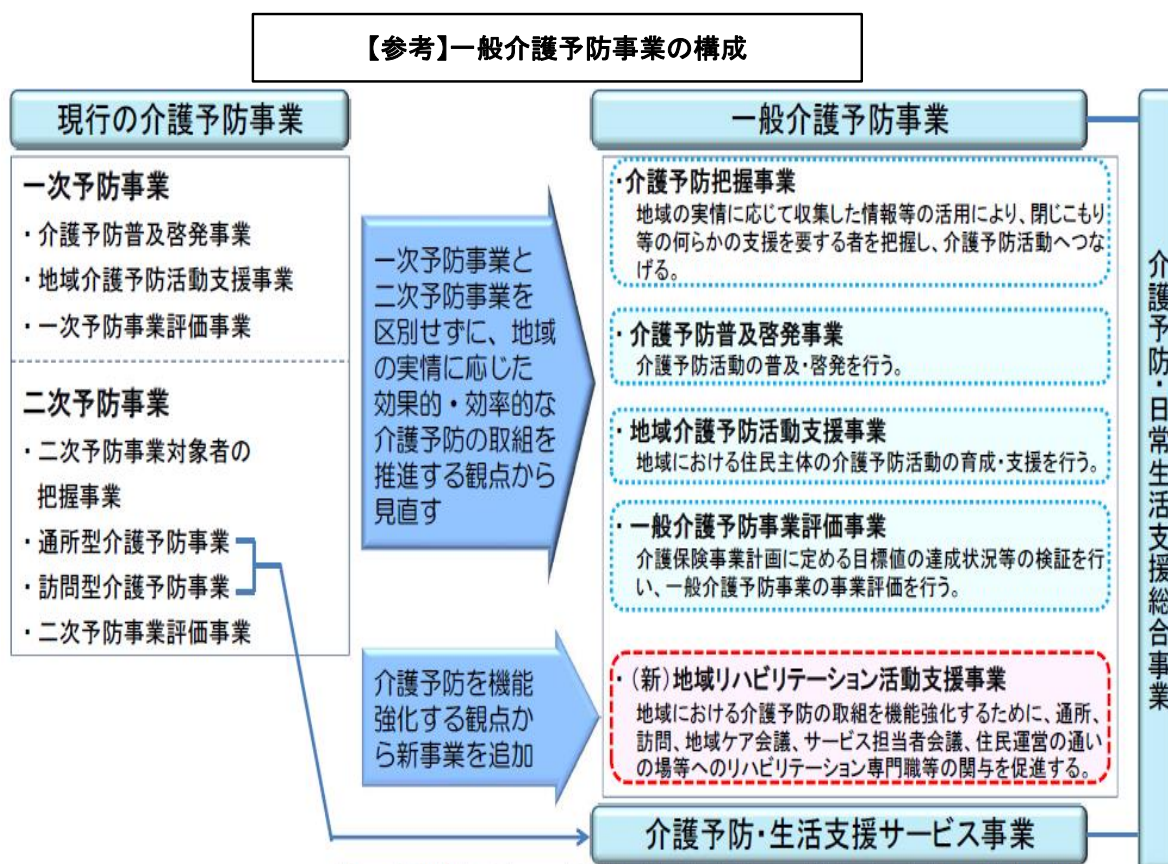 【参考】一般介護予防事業の構成
現行の介護予防事業
一次予防事業
・介護予防普及啓発事業
・地域介護予防活動支援事業
・一次予防事業評価事業
二次予防事業
・二次予防事業対象者の
把握事業
・通所型介護予防事業
・訪問型介護予防事業
・二次予防事業評価事業
一次予防事業と
二次予防事業を
区別せずに、地域
の実情に応じた
効果的・効率的な
介護予防の取組を
推進する観点から
見直す
介護予防を機能
強化する観点か
ら新事業を追加
一般介護予防事業
・介護予防把握事業
地域の実情に応じて収集した情報等の活用により、閉じこもり
等の何らかの支援を要する者を把握し、介護予防活動へつな
げる。
・介護予防普及啓発事業
介護予防活動の普及・啓発を行う。
・地域介護予防活動支援事業
地域における住民主体の介護予防活動の育成・支援を行う。
・一般介護予防事業評価事業
介護保険事業計画に定める目標値の達成状況等の検証を行
い、一般介護予防事業の事業評価を行う。
・(新)地域リハビリテーション活動支援事業
地域における介護予防の取組を機能強化するために、通所、
訪問、地域ケア会議、サービス担当者会議、住民運営の通い
の場等へのリハビリテーション専門職等の関与を促進する。
介護予防・生活支援サービス事業
介護予防・日常生活支援総合事業